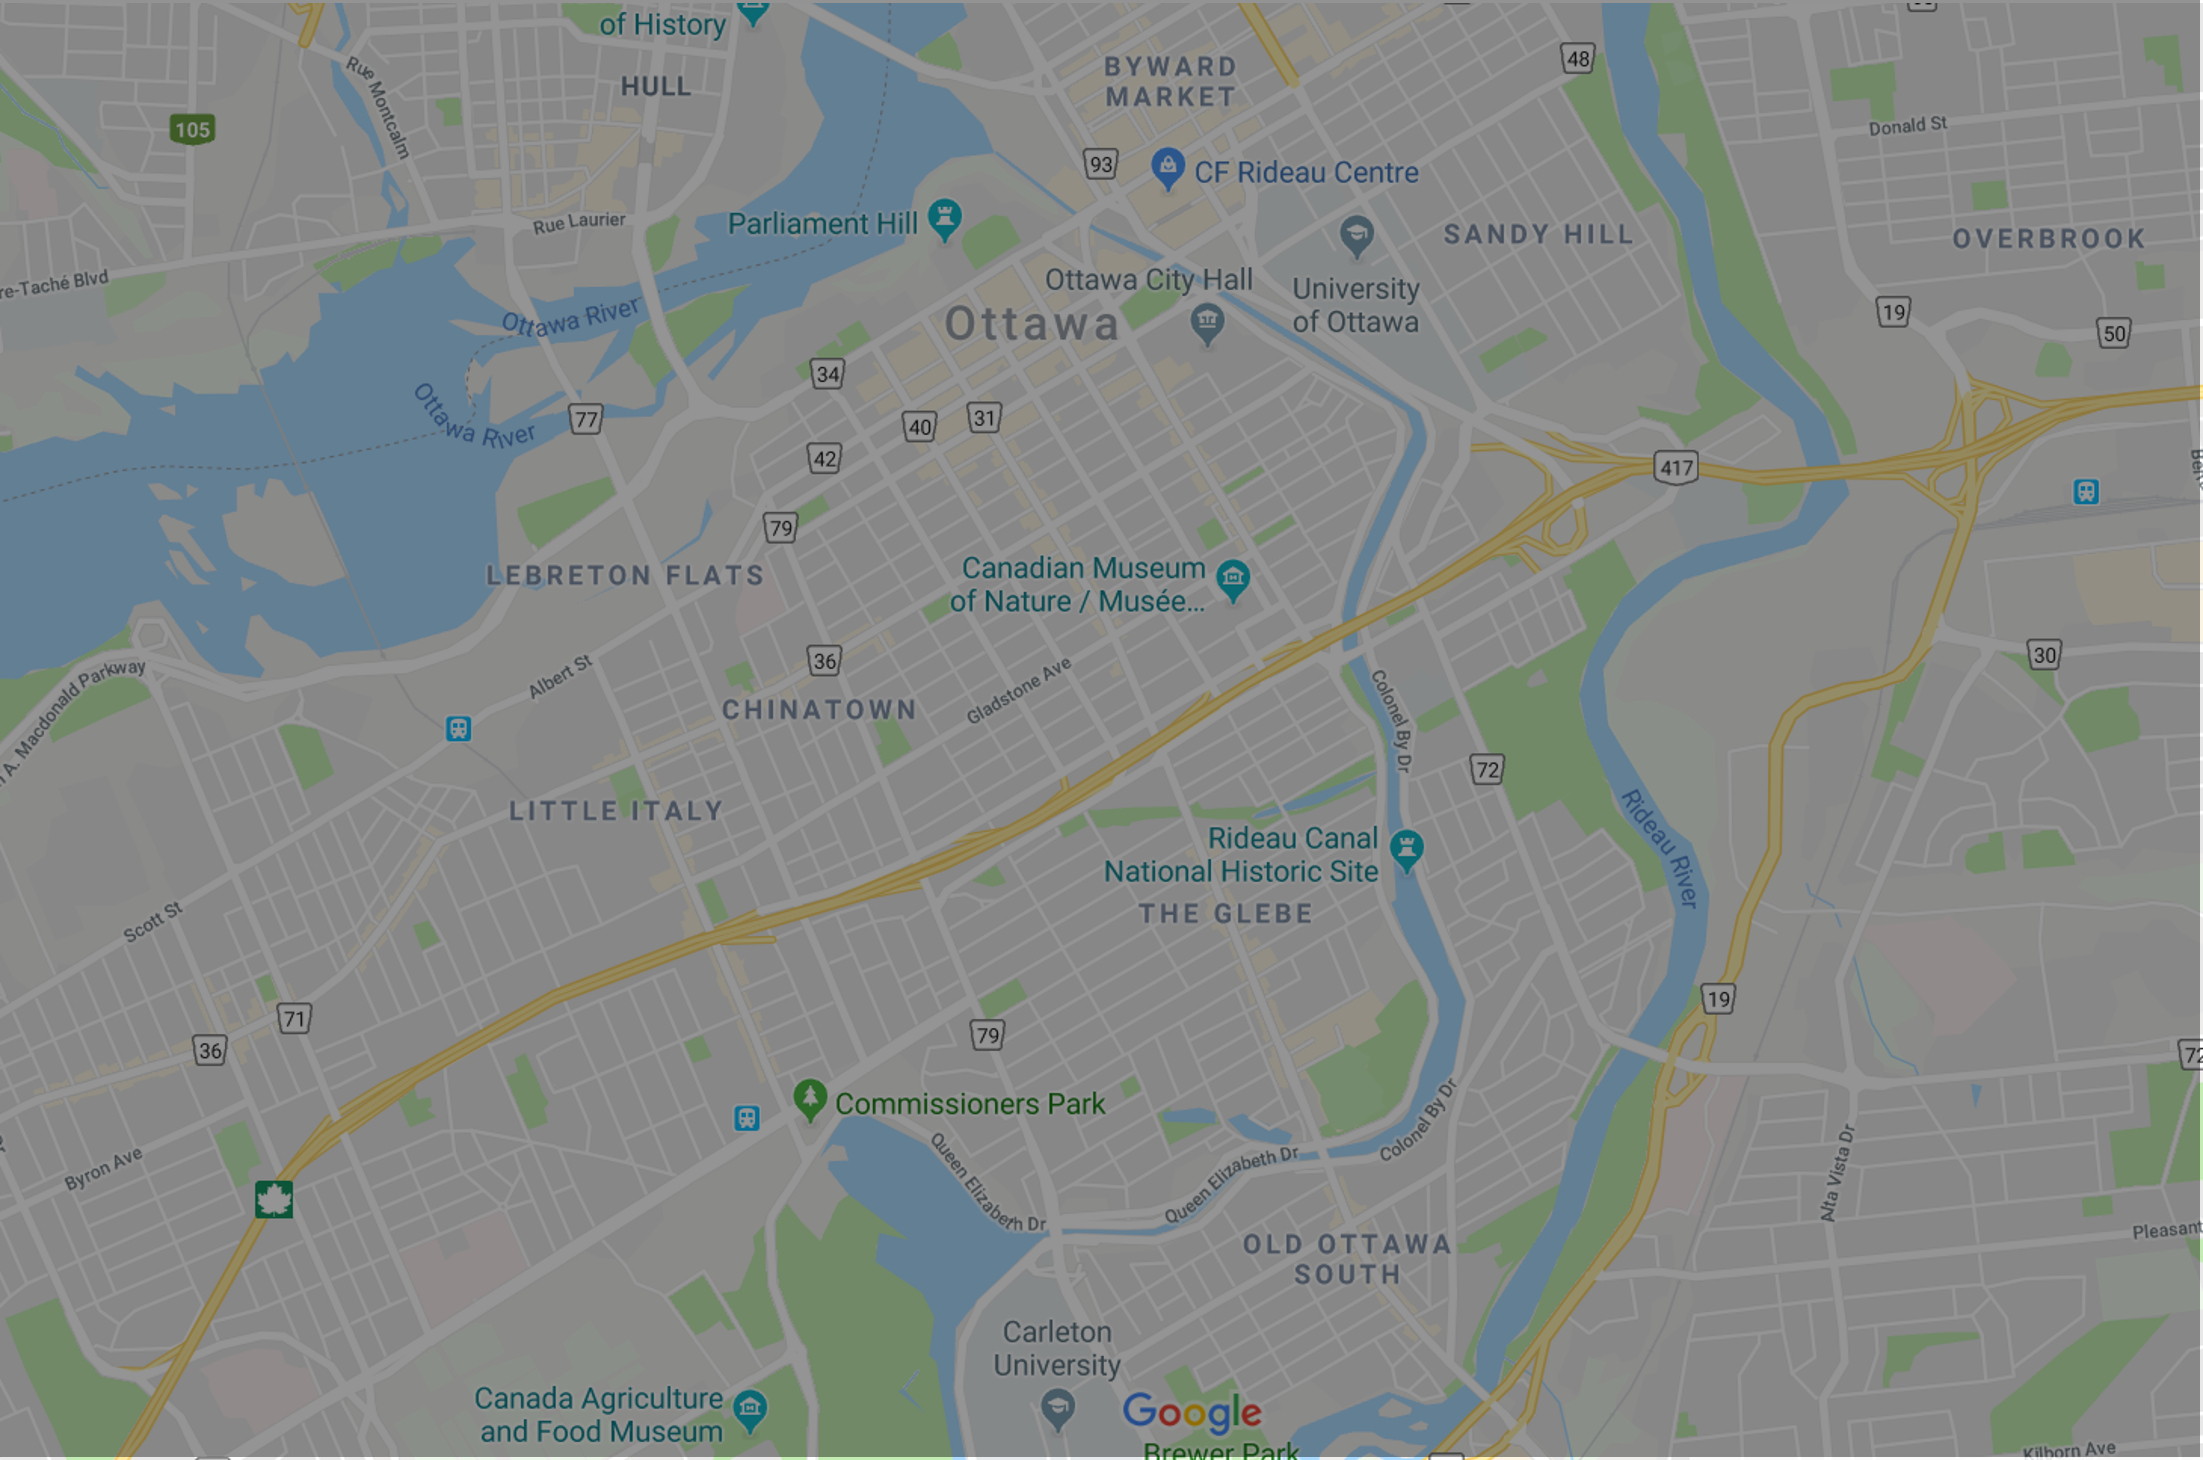 of History
HULL
BYWARD
MARKET
48
Rue Montcalm
105
Donald St
93
CF Rideau Centre
Rue Laurier
Parliament Hill
SANDY HILL
OVERBROOK
re-Taché Blvd
Ottawa City Hall
University
of Ottawa
Ottawa River
Ottawa
19
50
34
Ottawa River
77
40
31
42
417
79
LEBRETON FLATS
Canadian Museum
of Nature / Musée...
36
30
A. Macdonald Parkway
Albert St
Gladstone Ave
CHINATOWN
Colonel By Dr
72
LITTLE ITALY
Rideau River
Rideau Canal
National Historic Site
THE GLEBE
Scott St
71
19
36
79
72
Commissioners Park
Colonel By Dr
Byron Ave
Queen Elizabeth Dr
Queen Elizabeth Dr
Alta Vista Dr
Pleasant
OLD OTTAWA
SOUTH
Carleton
University
Canada Agriculture
and Food Museum
Google
Brewer Park
Kilborn Ave